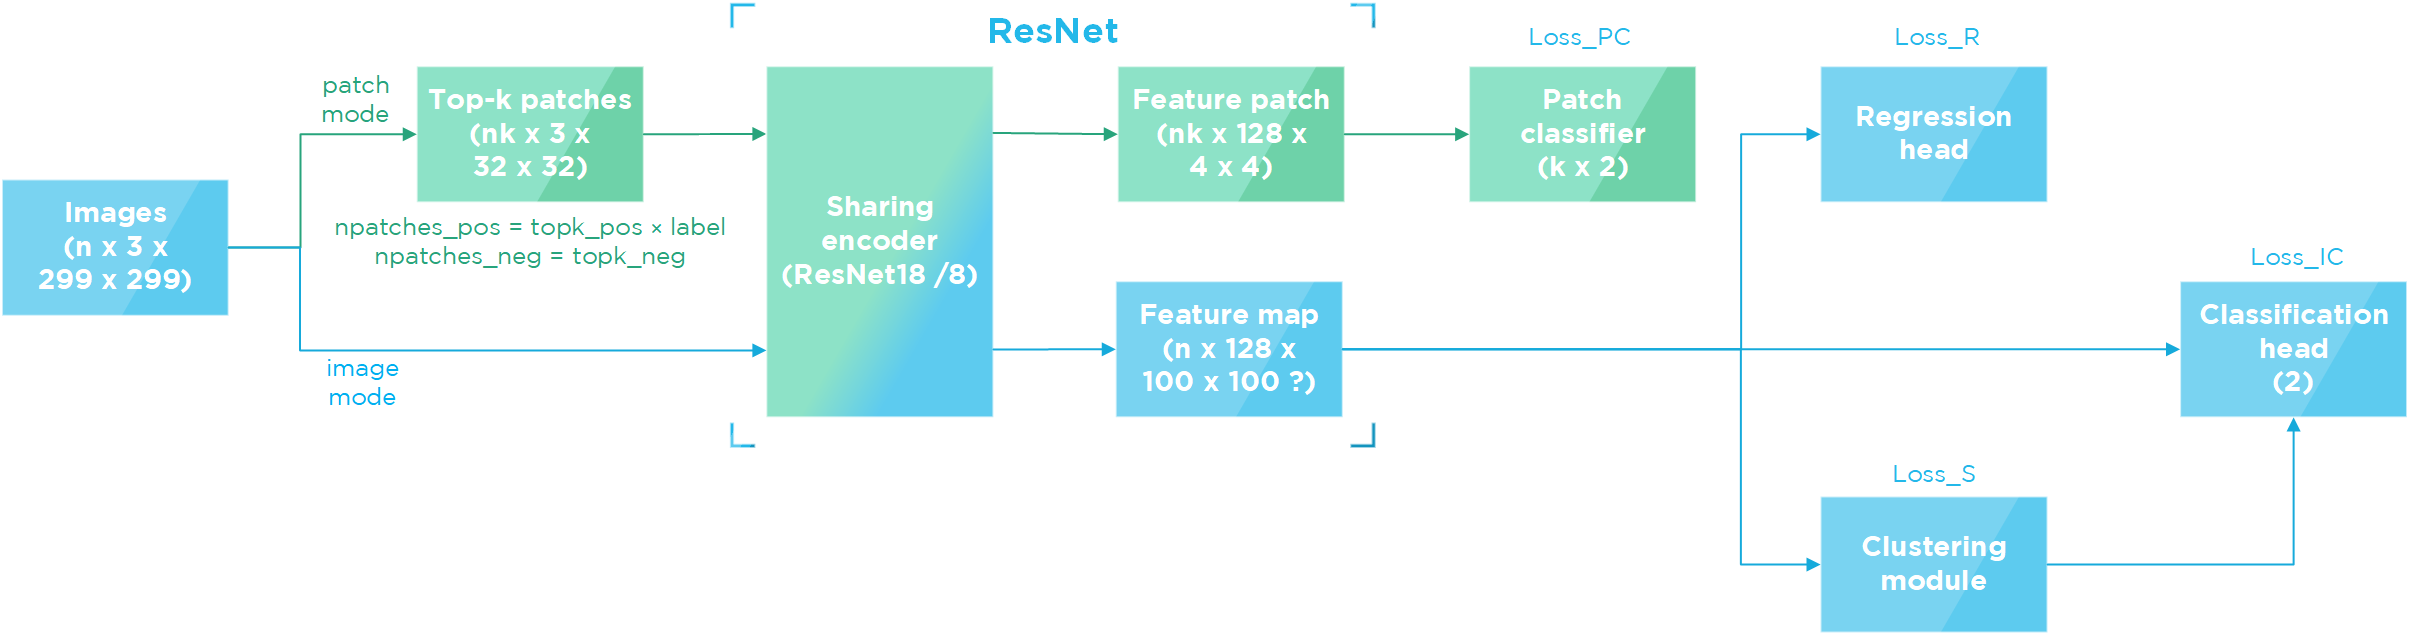 ResNet
Loss_PC
Loss_R
patch
mode
Top-k patches
(nk x 3 x
32 x 32)
Feature patch
(nk x 128 x
4 x 4)
Patch
classifier
(k x 2)
Regression
head
Images
(n x 3 x
299 x 299)
npatches_pos = topk_pos × label
npatches_neg = topk_neg
Sharing
encoder
(ResNet18 /8)
Loss_IC
image
mode
Feature map
(n x 128 x
100 x 100 ?)
Classification
head
(2)
Loss_S
Clustering
module